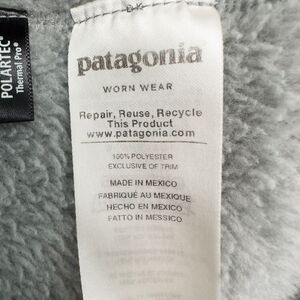 POLARTEC®
Thermal Pro®
patagonia
WORN WEAR
Repair, Reuse, Recycle
This Product
www.patagonia.com
100% POLYESTER
EXCLUSIVE OF TRIM
MADE IN MEXICO
FABRIQUÉ AU MEXIQUE
HECHO EN MEXICO
FATTO IN MESSICO